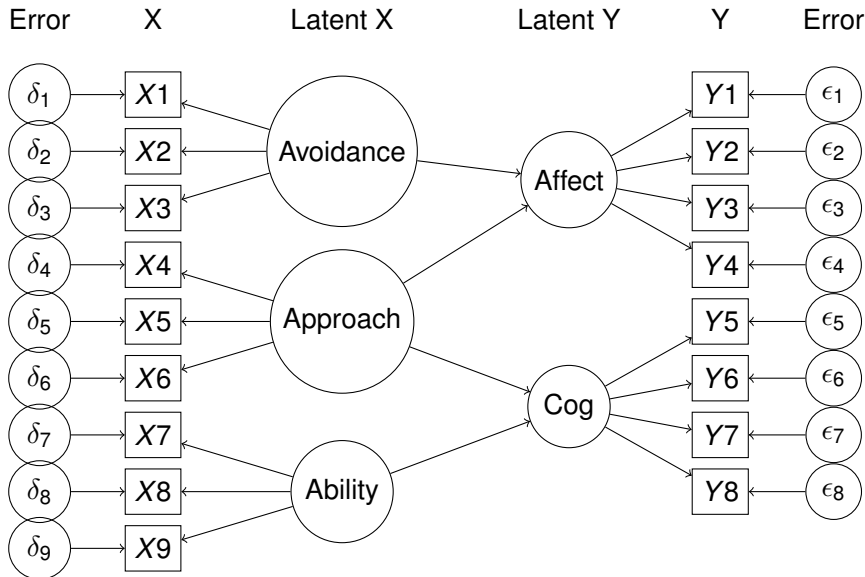 Error X Latent X Latent Y Y Error
δ1 X1 Y1 ϵ1
Avoidance
δ2 X2 Y2 ϵ2
Affect
δ3 X3 Y3 ϵ3
δ4 X4 Y4 ϵ4
δ5 X5 Approach Y5 ϵ5
δ6 X6 Y6 ϵ6
Cog
δ7 X7 Y7 ϵ7
δ8 X8 Ability Y8 ϵ8
δ9 X9